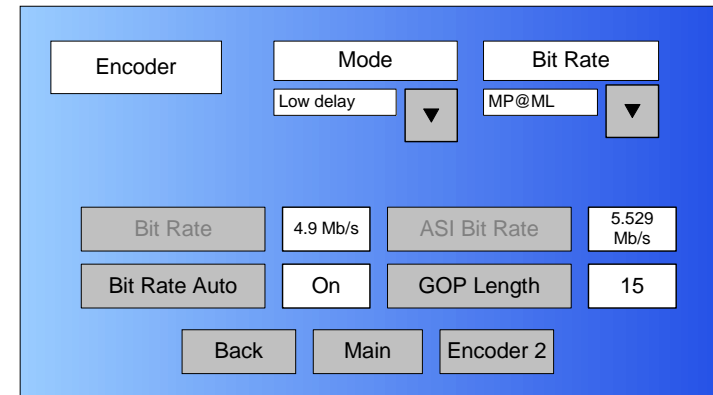 Encoder
Mode
Bit Rate
Low delay
MP@ML
Bit Rate
4.9 Mb/s
ASI Bit Rate
5.529
Mb/s
Bit Rate Auto
On
GOP Length
15
Back
Main
Encoder 2